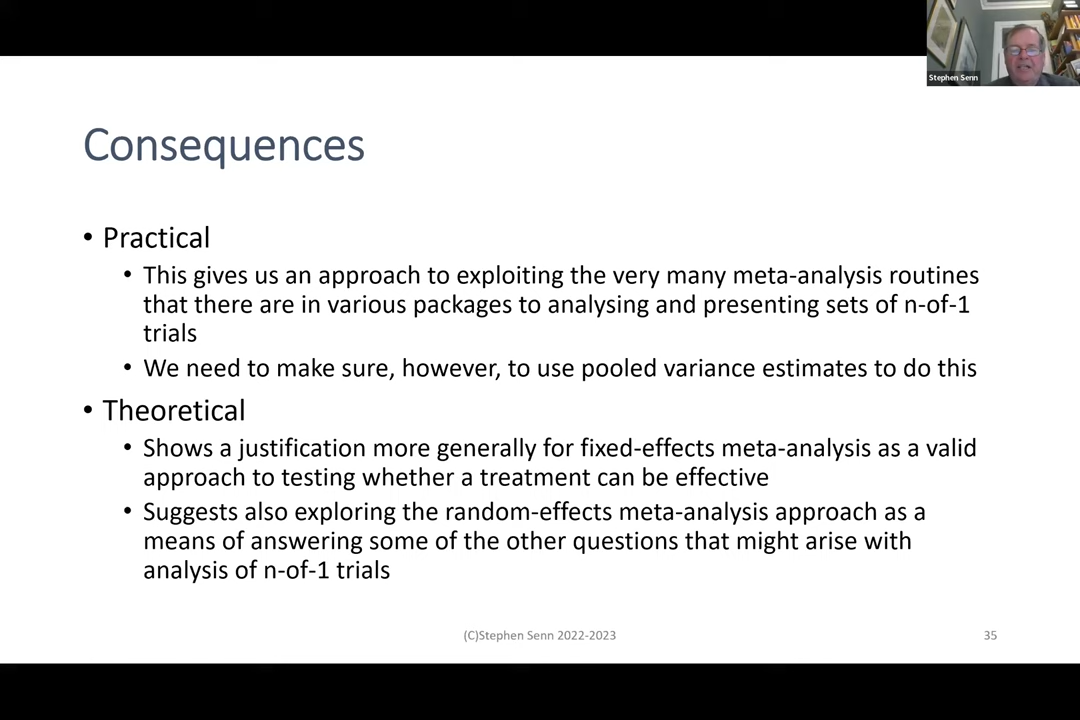 Stephen Senn
Consequences
• Practical
• This gives us an approach to exploiting the very many meta-analysis routines
that there are in various packages to analysing and presenting sets of n-of-1
trials
• We need to make sure, however, to use pooled variance estimates to do this
• Theoretical
• Shows a justification more generally for fixed-effects meta-analysis as a valid
approach to testing whether a treatment can be effective
• Suggests also exploring the random-effects meta-analysis approach as a
means of answering some of the other questions that might arise with
analysis of n-of-1 trials
(C)Stephen Senn 2022-2023
35